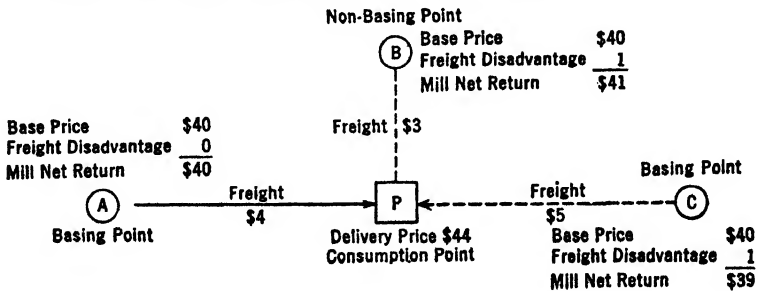 Non-Basing Point
B
Base Price $40
Freight Disadvantage 1
Mill Net Return $41
Base Price $40
Freight Disadvantage 0
Mill Net Return $40
Freight $3
A
Basing Point
Freight
$4
P
Delivery Price $44
Consumption Point
Freight
$5
Basing Point
C
Base Price $40
Freight Disadvantage 1
Mill Net Return $39